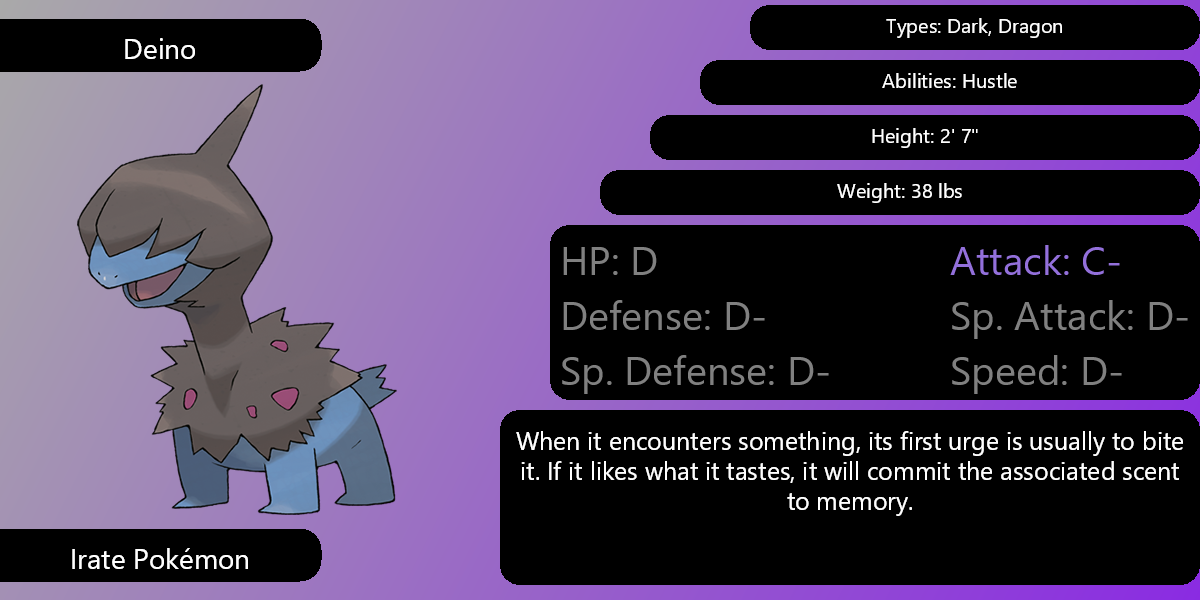 Deino
Types: Dark, Dragon
Abilities: Hustle
Height: 2' 7"
Weight: 38 lbs
HP: D
Attack: C-
Defense: D-
Sp. Attack: D-
Sp. Defense: D-
Speed: D-
When it encounters something, its first urge is usually to bite
it. If it likes what it tastes, it will commit the associated scent
to memory.
Irate Pokémon